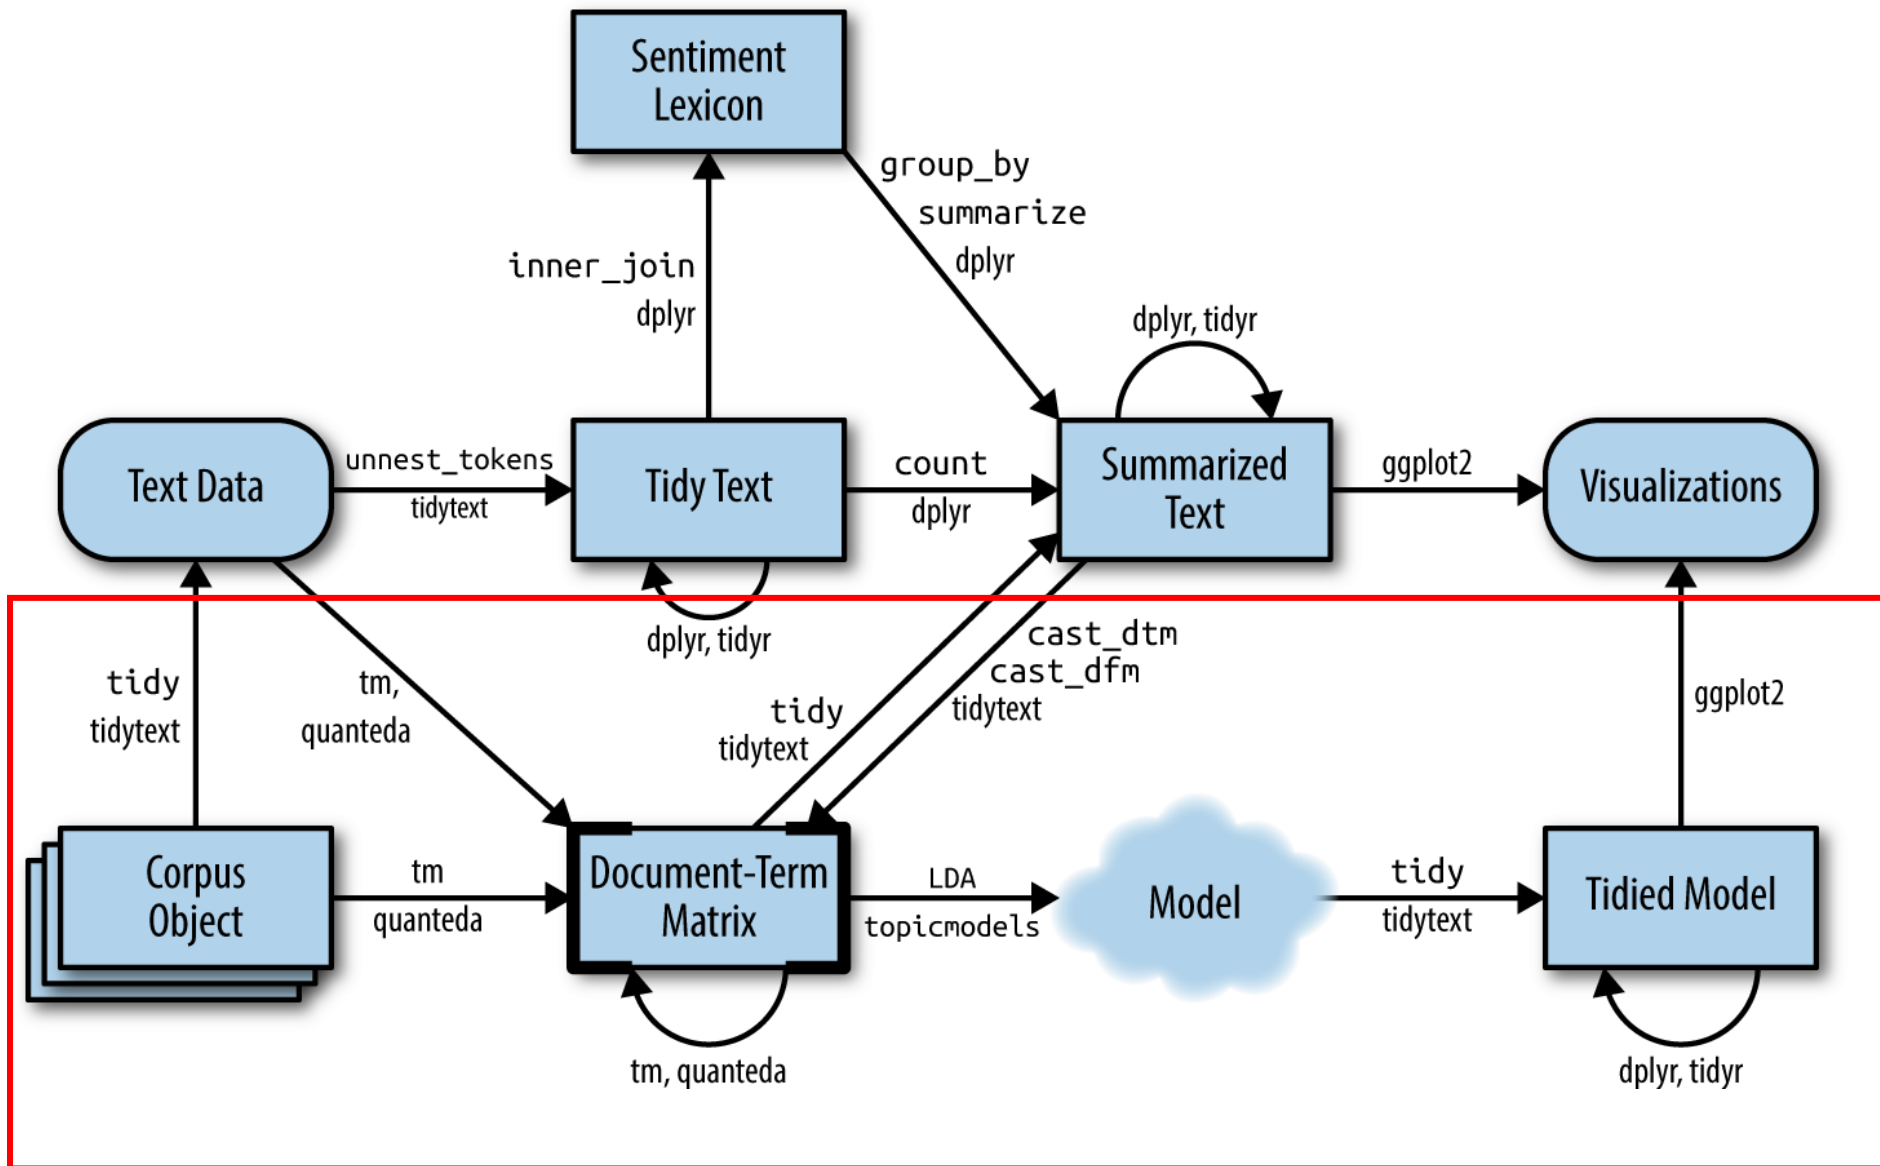 Sentiment
Lexicon
group_by
summarize
dplyr
inner_join
dplyr
dplyr, tidyr
Text Data
unnest_tokens
tidytext
Tidy Text
count
dplyr
Summarized
Text
ggplot2
Visualizations
dplyr, tidyr
tidy
tidytext
tm,
quanteda
tidy
tidytext
cast_dtm
cast_dfm
tidytext
ggplot2
Corpus
Object
tm
quanteda
Document-Term
Matrix
LDA
topicmodels
Model
tidy
tidytext
Tidied Model
tm, quanteda
dplyr, tidyr